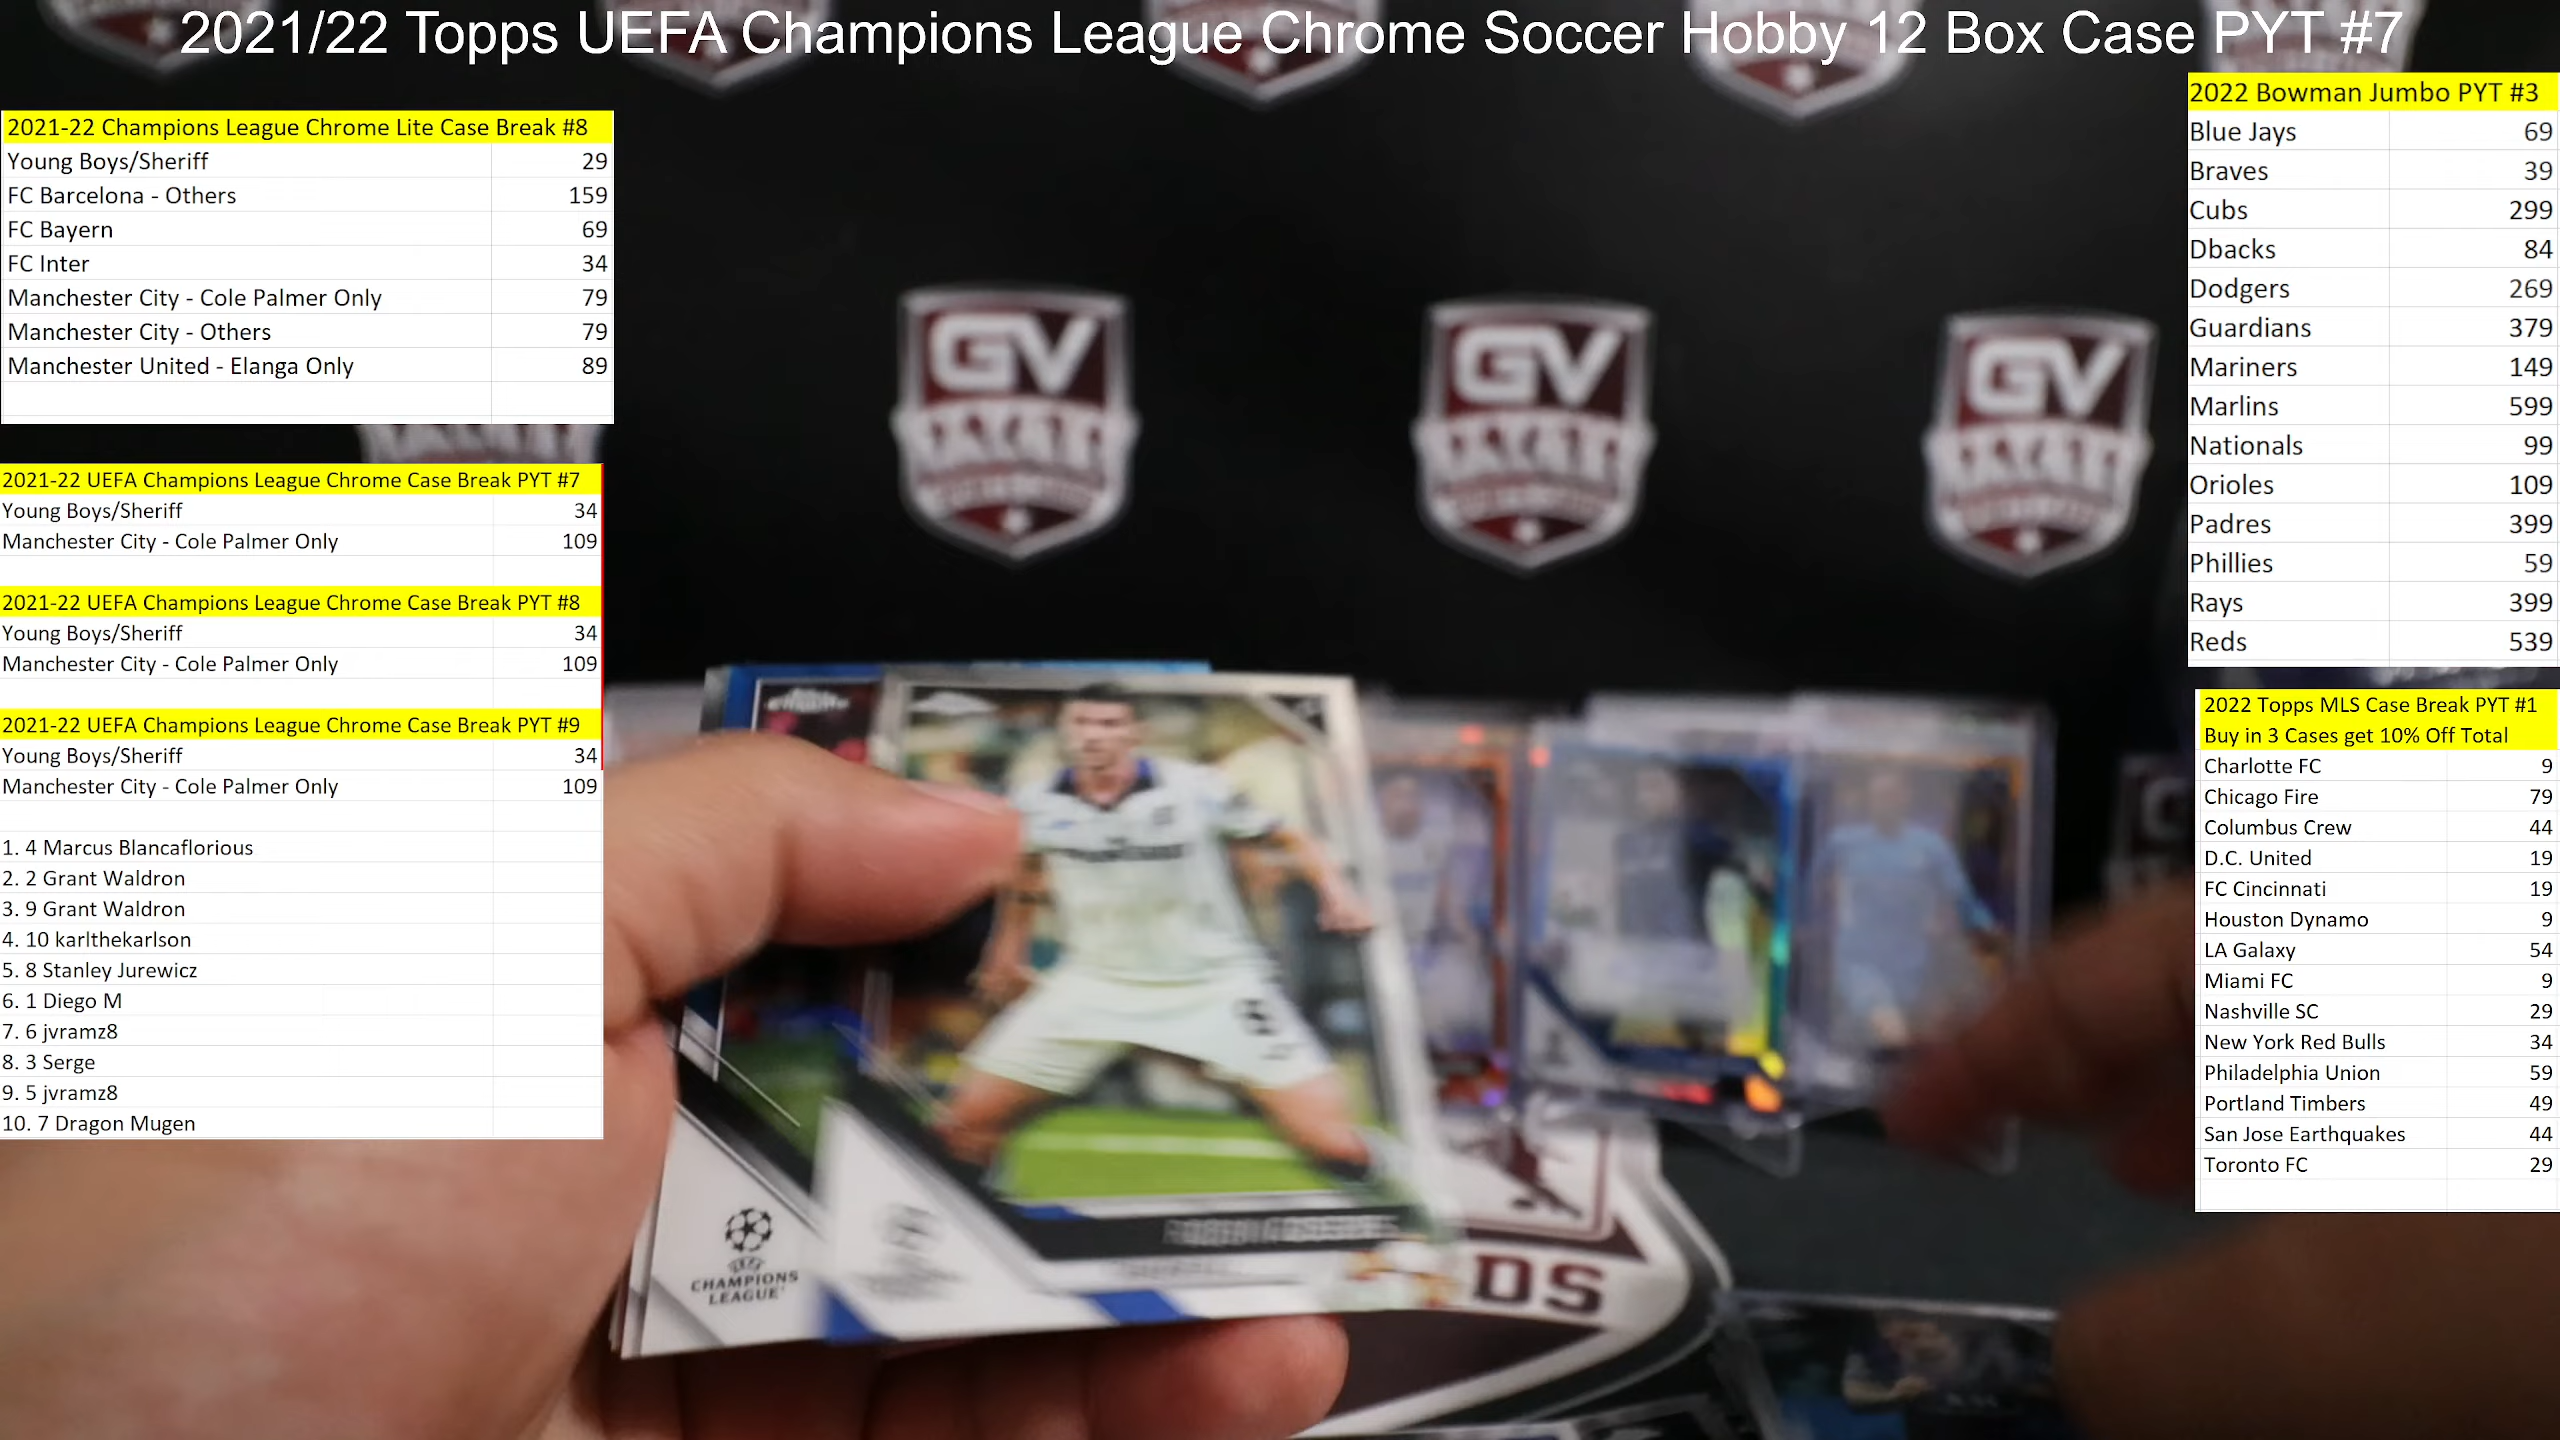 2021/22 Topps UEFA Champions League Chrome Soccer Hobby 12 Box Case PYT #7
2021-22 Champions League Chrome Lite Case Break #8
Young Boys/Sheriff 29
FC Barcelona - Others 159
FC Bayern 69
FC Inter 34
Manchester City - Cole Palmer Only 79
Manchester City - Others 79
Manchester United - Elanga Only 89
2021-22 UEFA Champions League Chrome Case Break PYT #7
Young Boys/Sheriff 34
Manchester City - Cole Palmer Only 109
2021-22 UEFA Champions League Chrome Case Break PYT #8
Young Boys/Sheriff 34
Manchester City - Cole Palmer Only 109
2021-22 UEFA Champions League Chrome Case Break PYT #9
Young Boys/Sheriff 34
Manchester City - Cole Palmer Only 109
1. 4 Marcus Blancaflorious
2. 2 Grant Waldron
3. 9 Grant Waldron
4. 10 karlthekarlson
5. 8 Stanley Jurewicz
6. 1 Diego M
7. 6 jvramz8
8. 3 Serge
9. 5 jvramz8
10. 7 Dragon Mugen
2022 Bowman Jumbo PYT #3
Blue Jays 69
Braves 39
Cubs 299
Dbacks 84
Dodgers 269
Guardians 379
Mariners 149
Marlins 599
Nationals 99
Orioles 109
Padres 399
Phillies 59
Rays 399
Reds 539
2022 Topps MLS Case Break PYT #1
Buy in 3 Cases get 10% Off Total
Charlotte FC 9
Chicago Fire 79
Columbus Crew 44
D.C. United 19
FC Cincinnati 19
Houston Dynamo 9
LA Galaxy 54
Miami FC 9
Nashville SC 29
New York Red Bulls 34
Philadelphia Union 59
Portland Timbers 49
San Jose Earthquakes 44
Toronto FC 29
GV
GV
GV
UEFA
CHAMPIONS
LEAGUE
DS